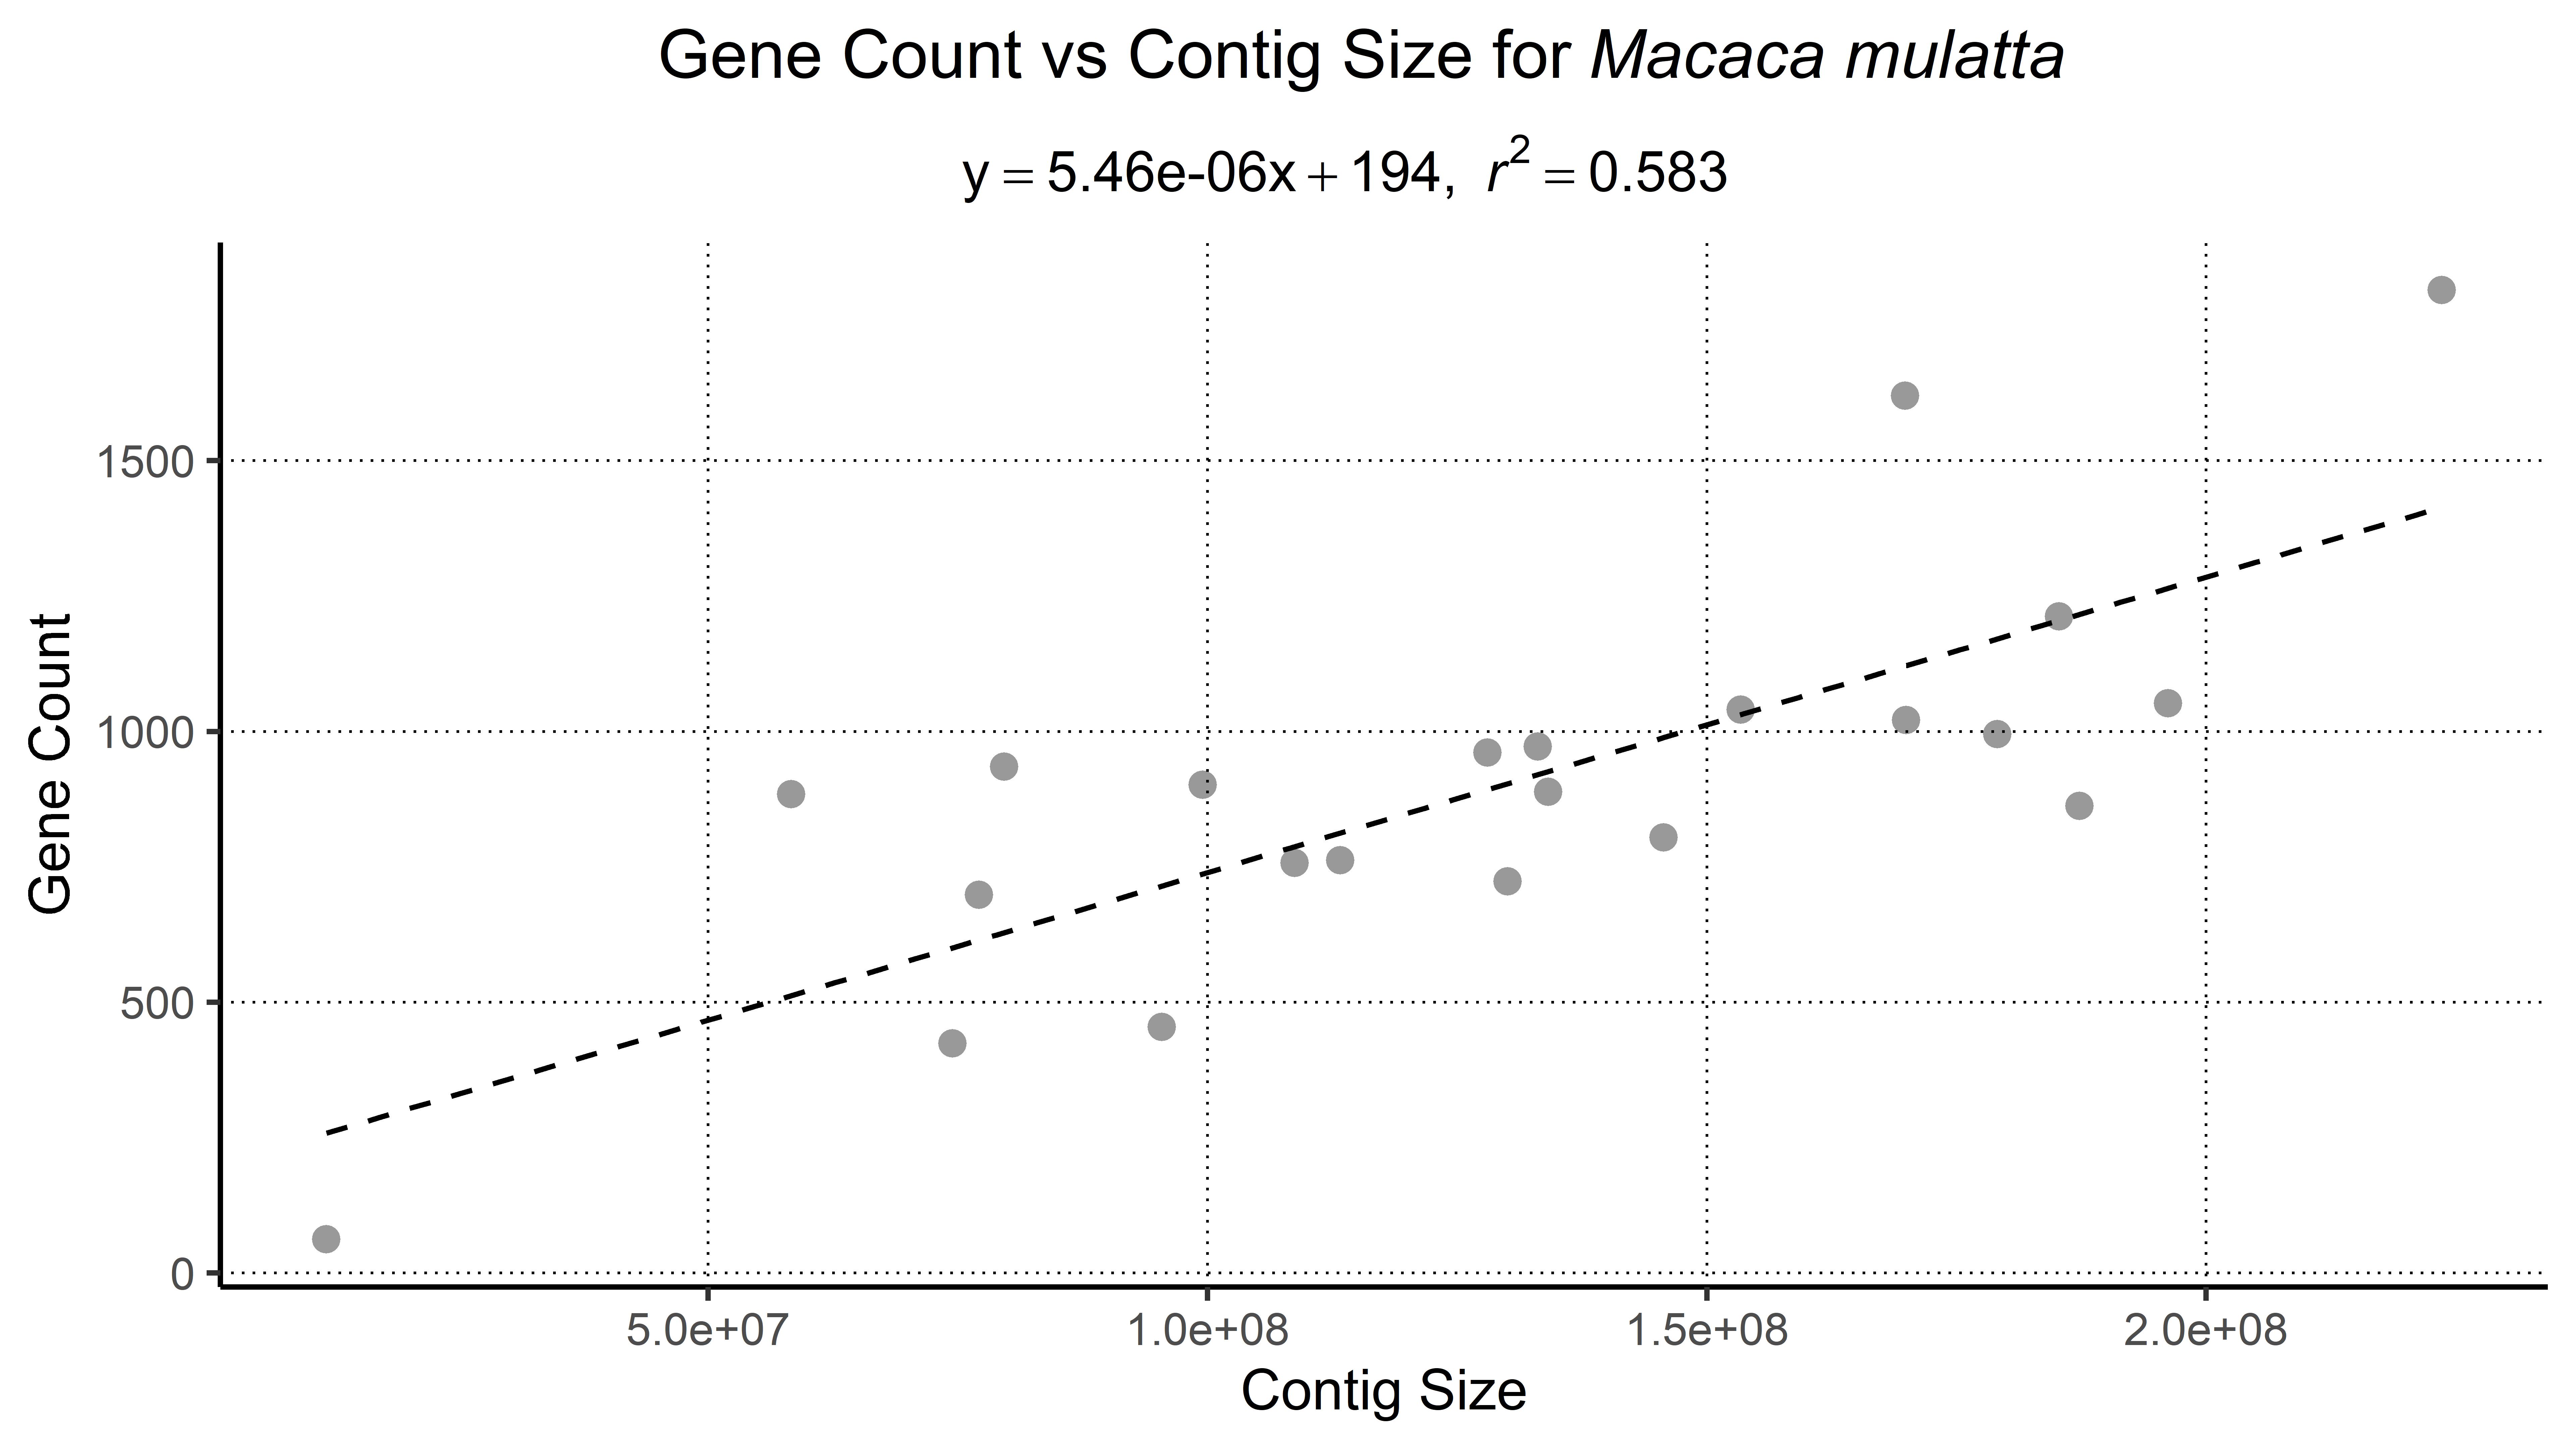 Gene Count vs Contig Size for Macaca mulatta
y = 5.46e-06x + 194, r² = 0.583
Gene Count
1500
1000
500
0
5.0e+07 1.0e+08 1.5e+08 2.0e+08
Contig Size